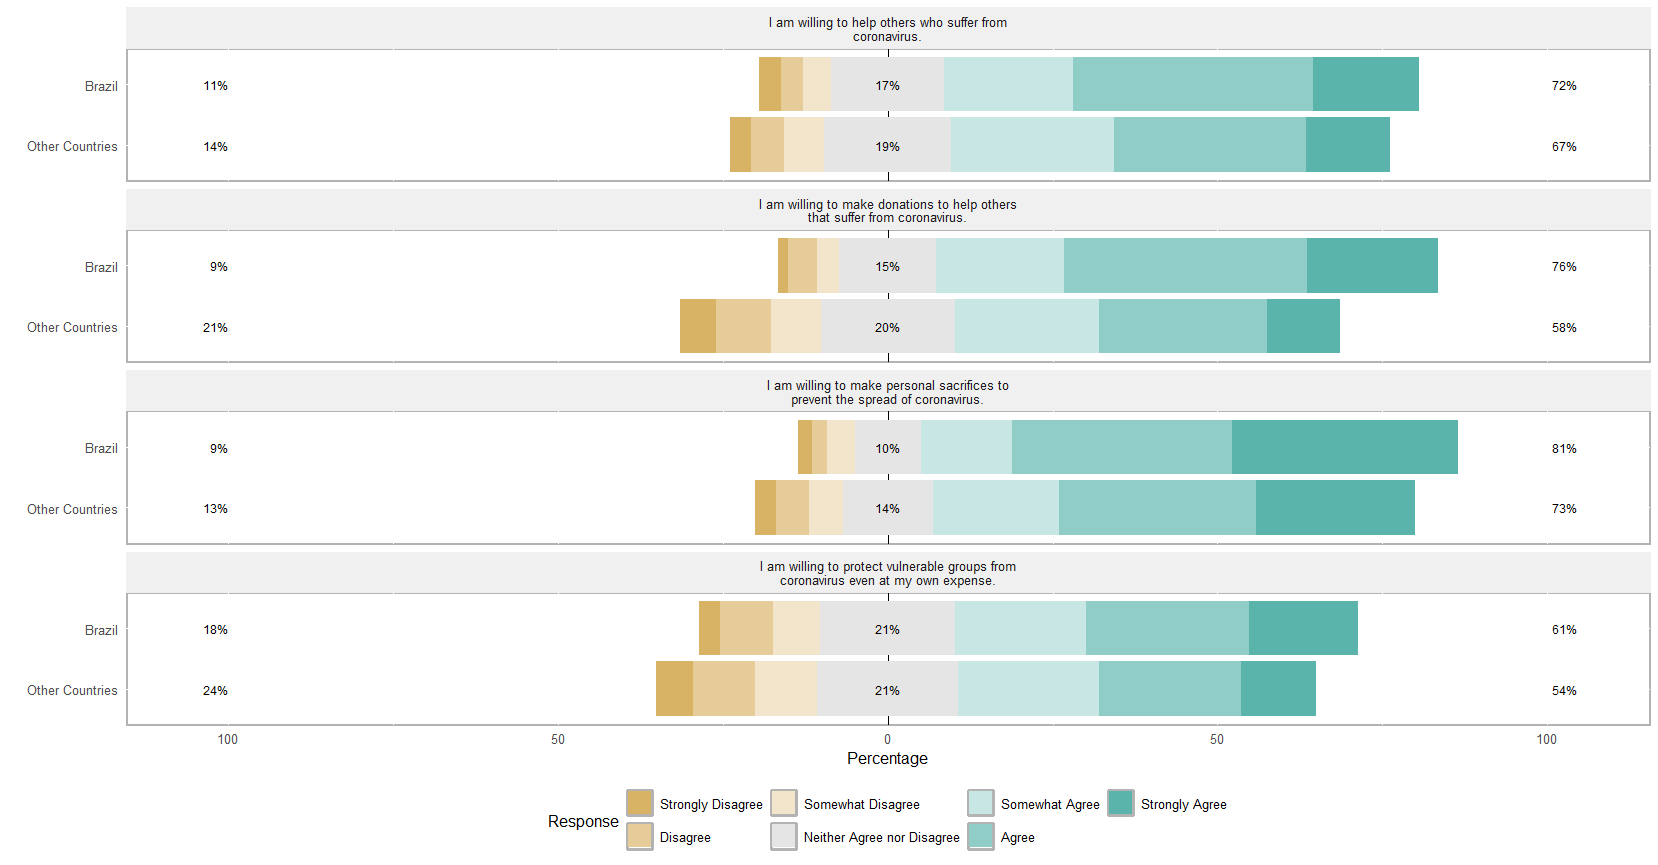 I am willing to help others who suffer from
coronavirus.
Brazil 11% 17% 72%
Other Countries 14% 19% 67%
I am willing to make donations to help others
that suffer from coronavirus.
Brazil 9% 15% 76%
Other Countries 21% 20% 58%
I am willing to make personal sacrifices to
prevent the spread of coronavirus.
Brazil 9% 10% 81%
Other Countries 13% 14% 73%
I am willing to protect vulnerable groups from
coronavirus even at my own expense.
Brazil 18% 21% 61%
Other Countries 24% 21% 54%
100 50 0 50 100
Percentage
Response
Strongly Disagree Somewhat Disagree Somewhat Agree Strongly Agree
Disagree Neither Agree nor Disagree Agree